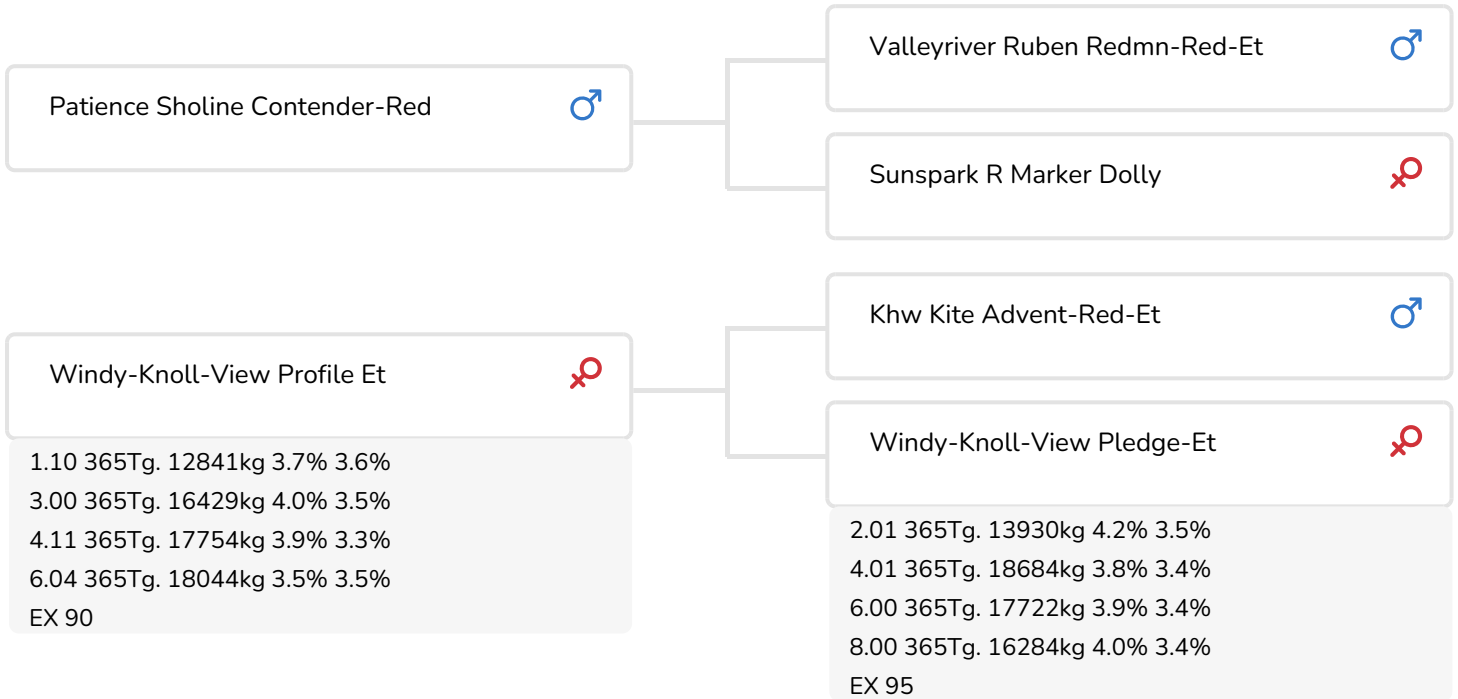 Valleyriver Ruben Redmn-Red-Et
Patience Sholine Contender-Red
Sunspark R Marker Dolly
Khw Kite Advent-Red-Et
Windy-Knoll-View Profile Et
1.10 365Tg. 12841kg 3.7% 3.6%
3.00 365Tg. 16429kg 4.0% 3.5%
4.11 365Tg. 17754kg 3.9% 3.3%
6.04 365Tg. 18044kg 3.5% 3.5%
EX 90
Windy-Knoll-View Pledge-Et
2.01 365Tg. 13930kg 4.2% 3.5%
4.01 365Tg. 18684kg 3.8% 3.4%
6.00 365Tg. 17722kg 3.9% 3.4%
8.00 365Tg. 16284kg 4.0% 3.4%
EX 95